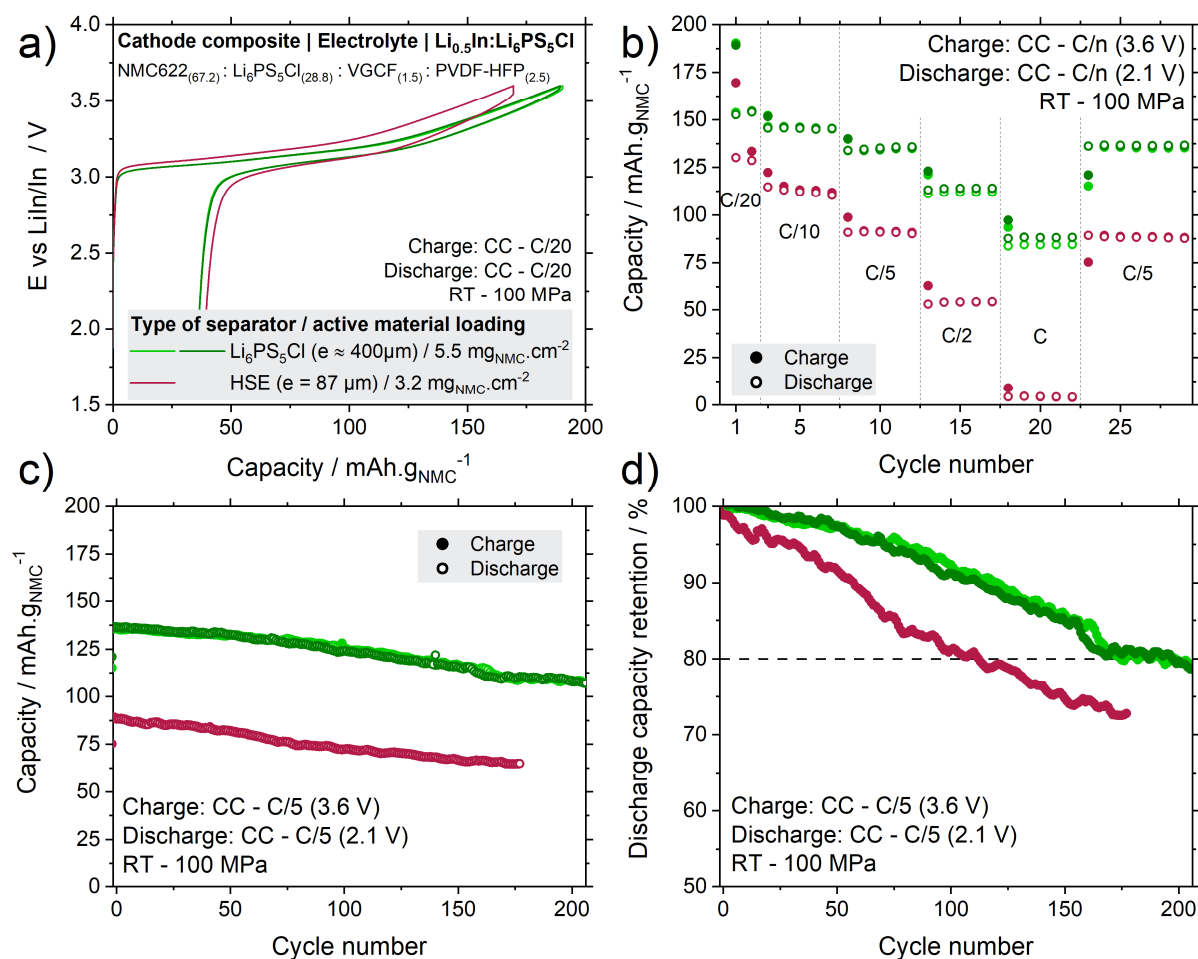 a)
Cathode composite | Electrolyte | Li0.5In:Li6PS5Cl
NMC622(67.2) : Li6PS5Cl(28.8) : VGCF(1.5) : PVDF-HFP(2.5)
E vs LiIn/In / V
4.0
3.5
3.0
2.5
2.0
1.5
Charge: CC - C/20
Discharge: CC - C/20
RT - 100 MPa
Type of separator / active material loading
Li6PS5Cl (e ≈ 400µm) / 5.5 mgNMC.cm-2
HSE (e = 87 µm) / 3.2 mgNMC.cm-2
0 50 100 150 200
Capacity / mAh.gNMC-1
b)
Capacity / mAh.gNMC-1
200
175
150
125
100
75
50
25
0
Charge: CC - C/n (3.6 V)
Discharge: CC - C/n (2.1 V)
RT - 100 MPa
C/20
C/10
C/5
C/2
C
C/5
Charge
Discharge
1 5 10 15 20 25
Cycle number
c)
Capacity / mAh.gNMC-1
200
175
150
125
100
75
50
25
0
Charge
Discharge
Charge: CC - C/5 (3.6 V)
Discharge: CC - C/5 (2.1 V)
RT - 100 MPa
0 50 100 150 200
Cycle number
d)
Discharge capacity retention / %
100
90
80
70
60
50
Charge: CC - C/5 (3.6 V)
Discharge: CC - C/5 (2.1 V)
RT - 100 MPa
0 50 100 150 200
Cycle number